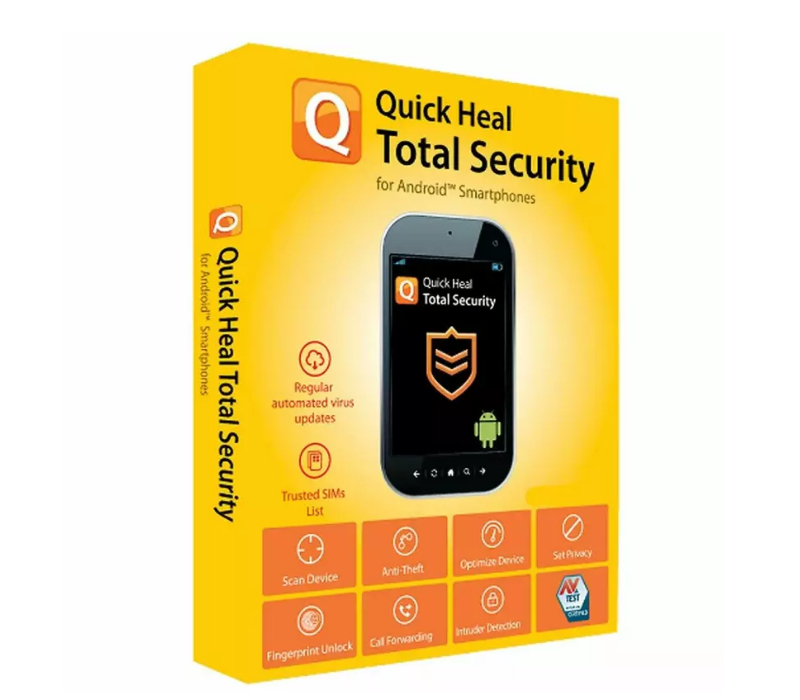 Q
Quick Heal
Total Security
for Android™ Smartphones
Q
Quick Heal Total Security
for Android™ Smartphones
Q
Quick Heal
Total Security
Regular
automated virus
updates
Trusted SIMs
List
Scan Device
Anti-Theft
Optimize Device
Set Privacy
Fingerprint Unlock
Call Forwarding
Intruder Detection
AV
TEST